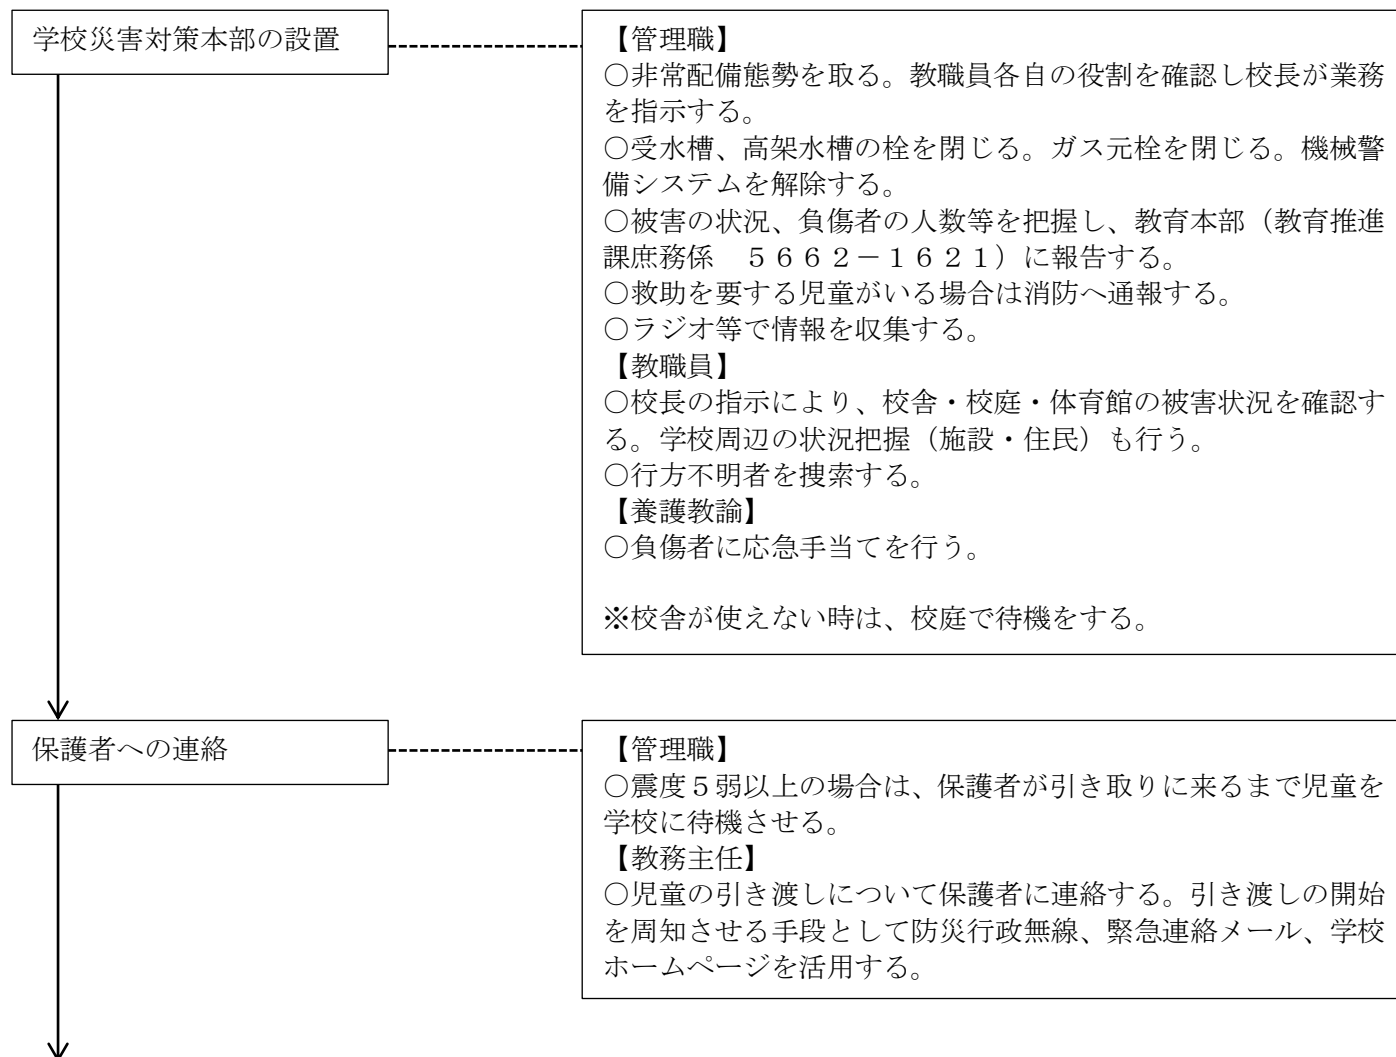 学校災害対策本部の設置
【管理職】
○非常配備態勢を取る。教職員各自の役割を確認し校長が業務
を指示する。
○受水槽、高架水槽の栓を閉じる。ガス元栓を閉じる。機械警
備システムを解除する。
○被害の状況、負傷者の人数等を把握し、教育本部（教育推進
課庶務係　５６６２－１６２１）に報告する。
○救助を要する児童がいる場合は消防へ通報する。
○ラジオ等で情報を収集する。
【教職員】
○校長の指示により、校舎・校庭・体育館の被害状況を確認す
る。学校周辺の状況把握（施設・住民）も行う。
○行方不明者を捜索する。
【養護教諭】
○負傷者に応急手当てを行う。
※校舎が使えない時は、校庭で待機をする。
保護者への連絡
【管理職】
○震度５弱以上の場合は、保護者が引き取りに来るまで児童を
学校に待機させる。
【教務主任】
○児童の引き渡しについて保護者に連絡する。引き渡しの開始
を周知させる手段として防災行政無線、緊急連絡メール、学校
ホームページを活用する。